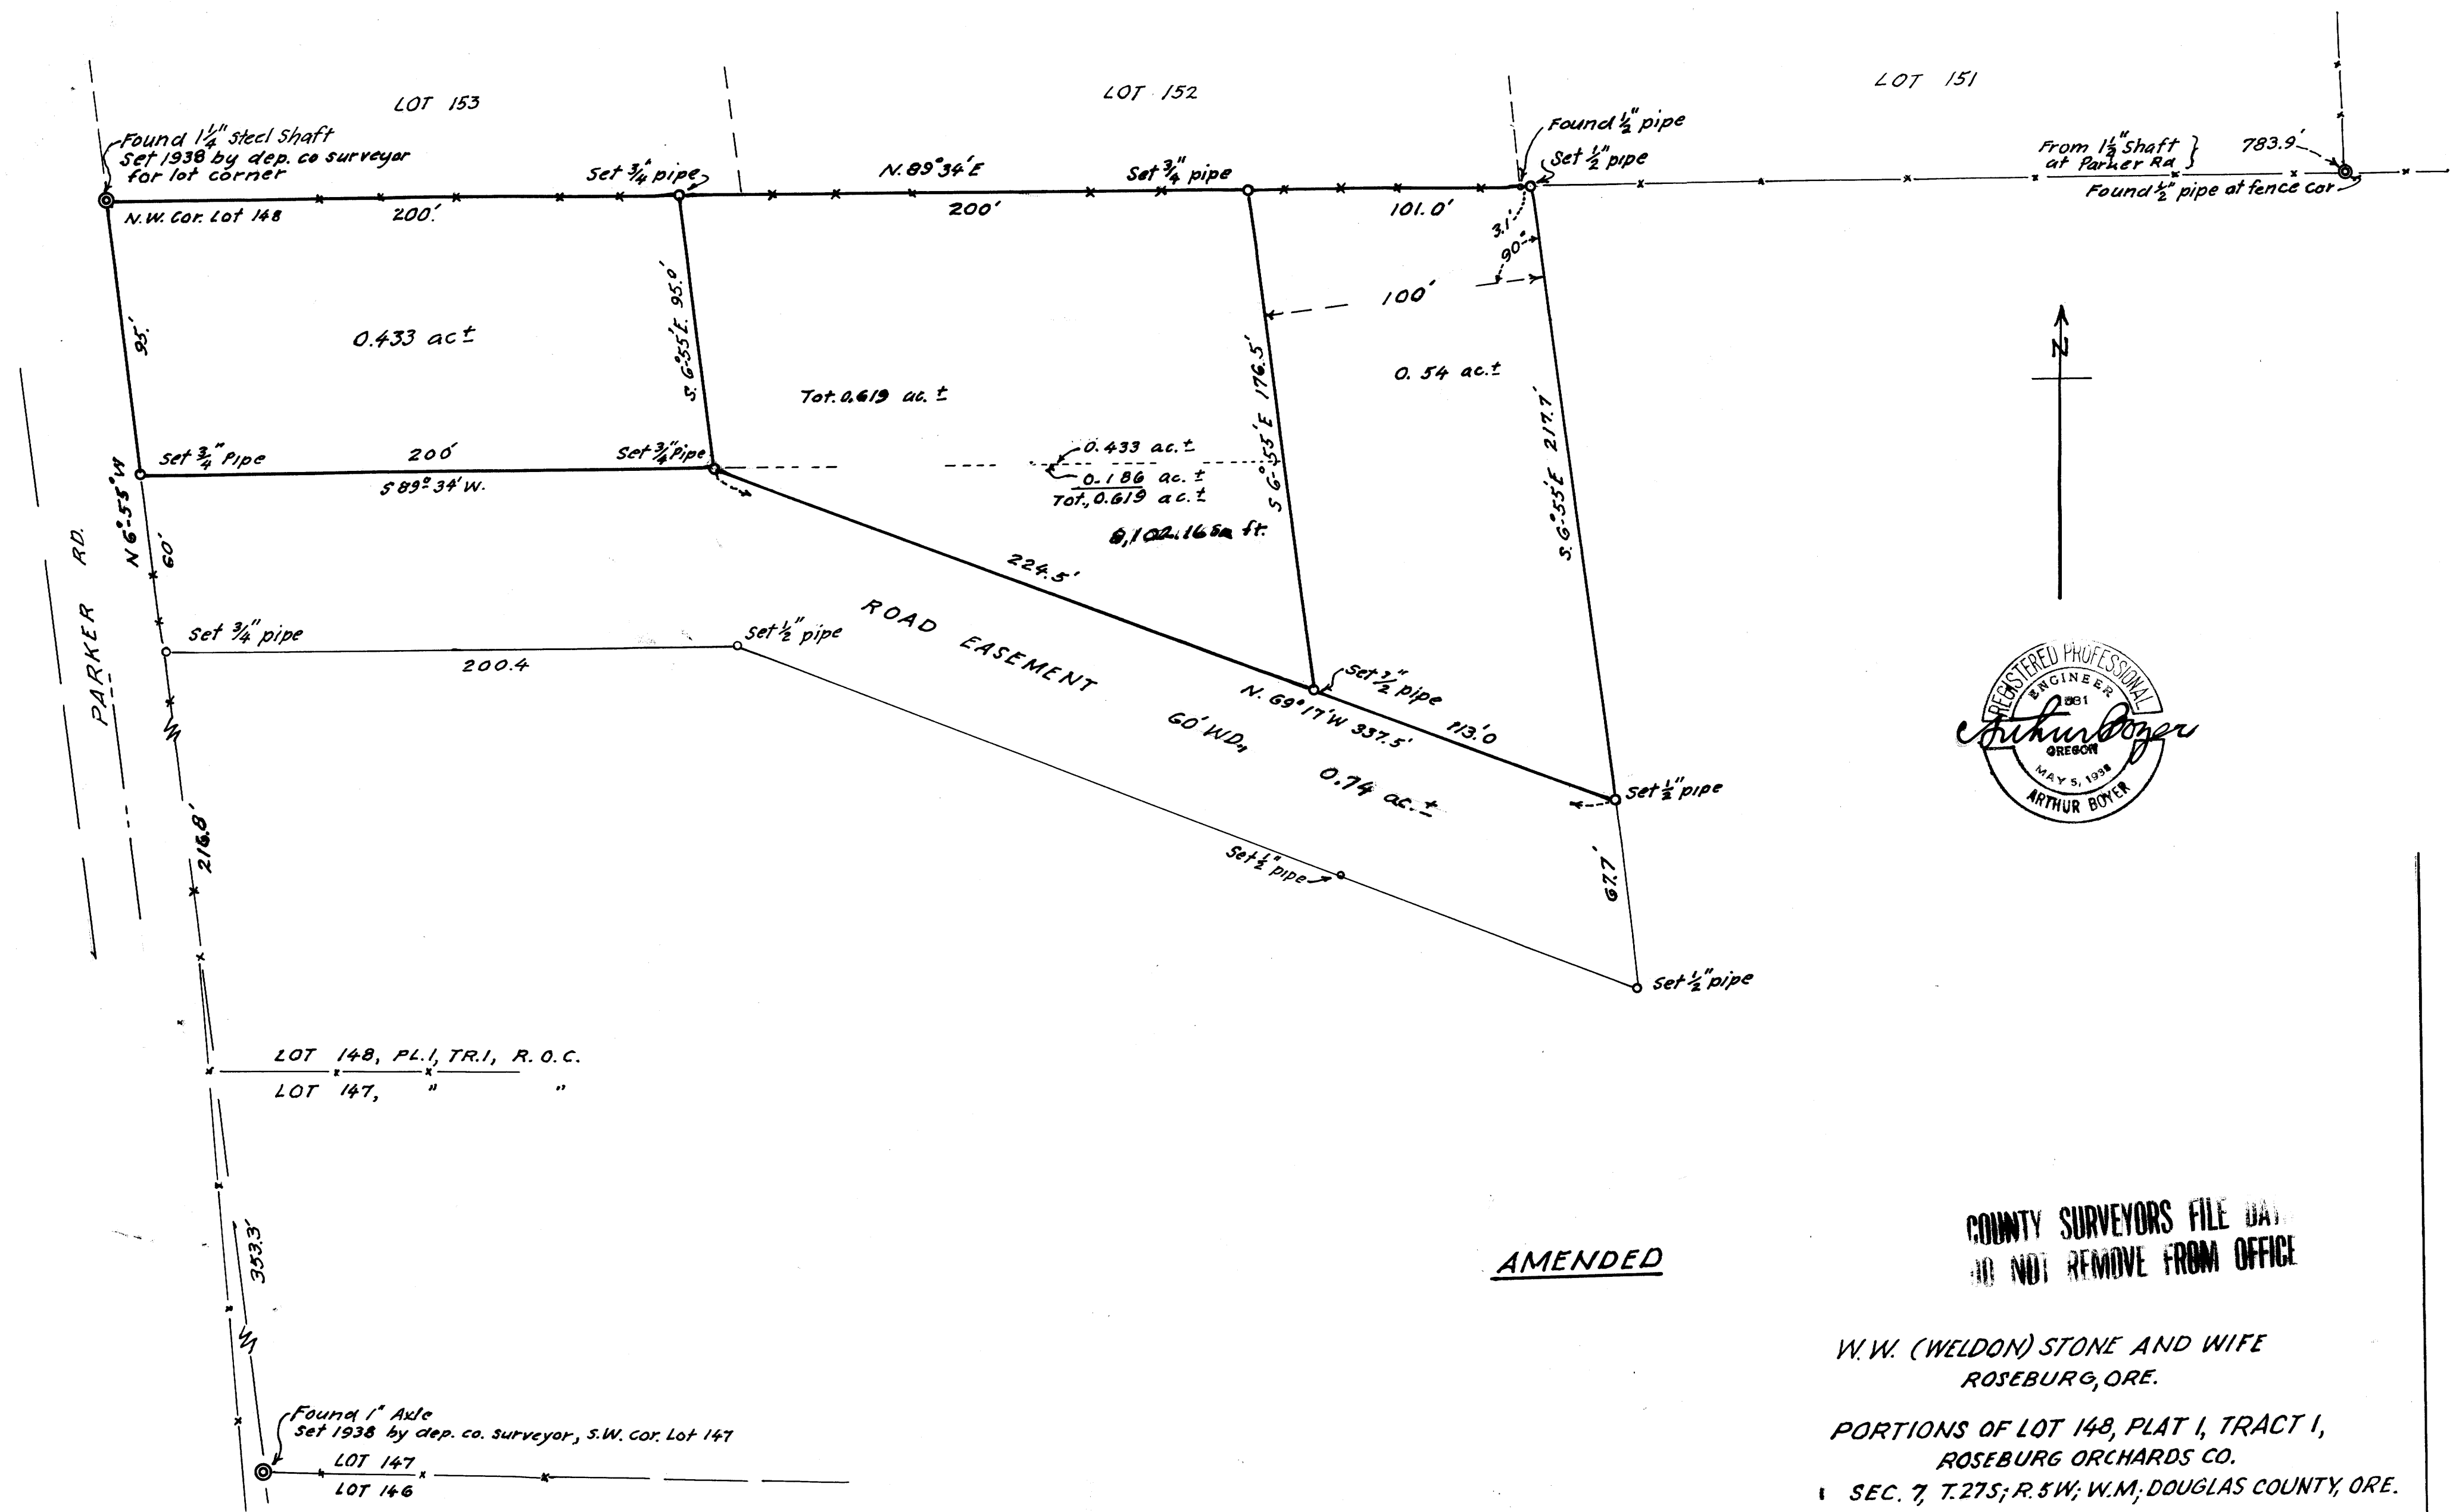 LOT 153
LOT 152
LOT 151
Found 1¼" steel shaft
Set 1938 by dep. co surveyor
for lot corner
Set ¾" pipe
N. 89°34' E
Set ¾" pipe
Found ½" pipe
Set ½" pipe
From 1½" Shaft
at Parker Rd
783.9'
Found ½" pipe at fence cor
N.W. Cor. Lot 148
200'
200'
101.0'
3.1'
90°
100'
95'
0.433 ac ±
S. 6°-55' E. 95.0'
Tot. 0.619 ac. ±
S 6°-55' E 176.5'
0.54 ac. ±
S. 6°-55' E 217.7'
N
Set ¾" Pipe
200'
Set ¾" Pipe
S 89° 34' W.
0.433 ac. ±
0.186 ac. ±
Tot., 0.619 ac. ±
8,102.16 sq ft.
N 6°-55' W
60'
PARKER RD.
224.5'
ROAD EASEMENT 60' WD.,
0.74 ac. ±
Set ¾" pipe
200.4
Set ½" pipe
Set ½" pipe
N. 69°17' W 337.5'
113.0
Set ½" pipe
Set ½" pipe
67.7'
Set ½" pipe
REGISTERED PROFESSIONAL
ENGINEER
Arthur Boyer
OREGON
MAY 5, 1938
ARTHUR BOYER
216.8'
LOT 148, PL.1, TR.1, R.O.C.
LOT 147, " "
353.3'
AMENDED
COUNTY SURVEYORS FILE
DO NOT REMOVE FROM OFFICE
Found 1" Axle
Set 1938 by dep. co. surveyor, S.W. cor. Lot 147
LOT 147
LOT 146
W.W. (WELDON) STONE AND WIFE
ROSEBURG, ORE.
PORTIONS OF LOT 148, PLAT 1, TRACT 1,
ROSEBURG ORCHARDS CO.
SEC. 7, T.27S; R.5W; W.M; DOUGLAS COUNTY, ORE.